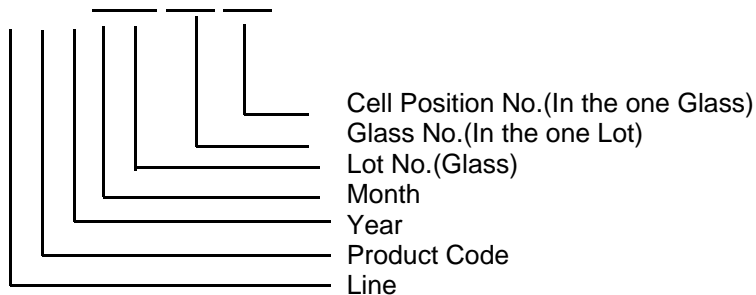 Cell Position No.(In the one Glass)
Glass No.(In the one Lot)
Lot No.(Glass)
Month
Year
Product Code
Line